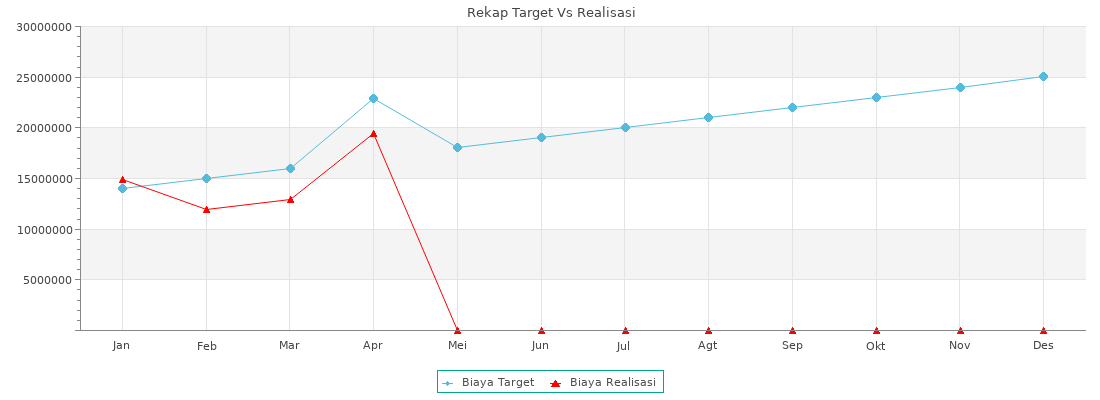 Rekap Target Vs Realisasi
30000000
25000000
20000000
15000000
10000000
5000000
Jan Feb Mar Apr Mei Jun Jul Agt Sep Okt Nov Des
Biaya Target Biaya Realisasi